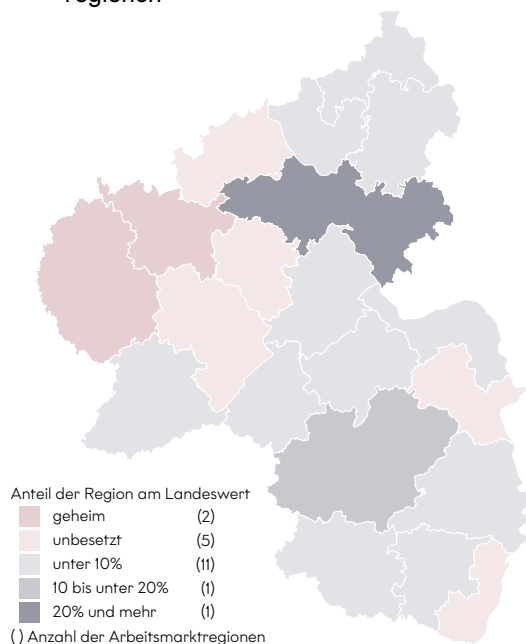 regionen
Anteil der Region am Landeswert
geheim (2)
unbesetzt (5)
unter 10% (11)
10 bis unter 20% (1)
20% und mehr (1)
( ) Anzahl der Arbeitsmarktregionen